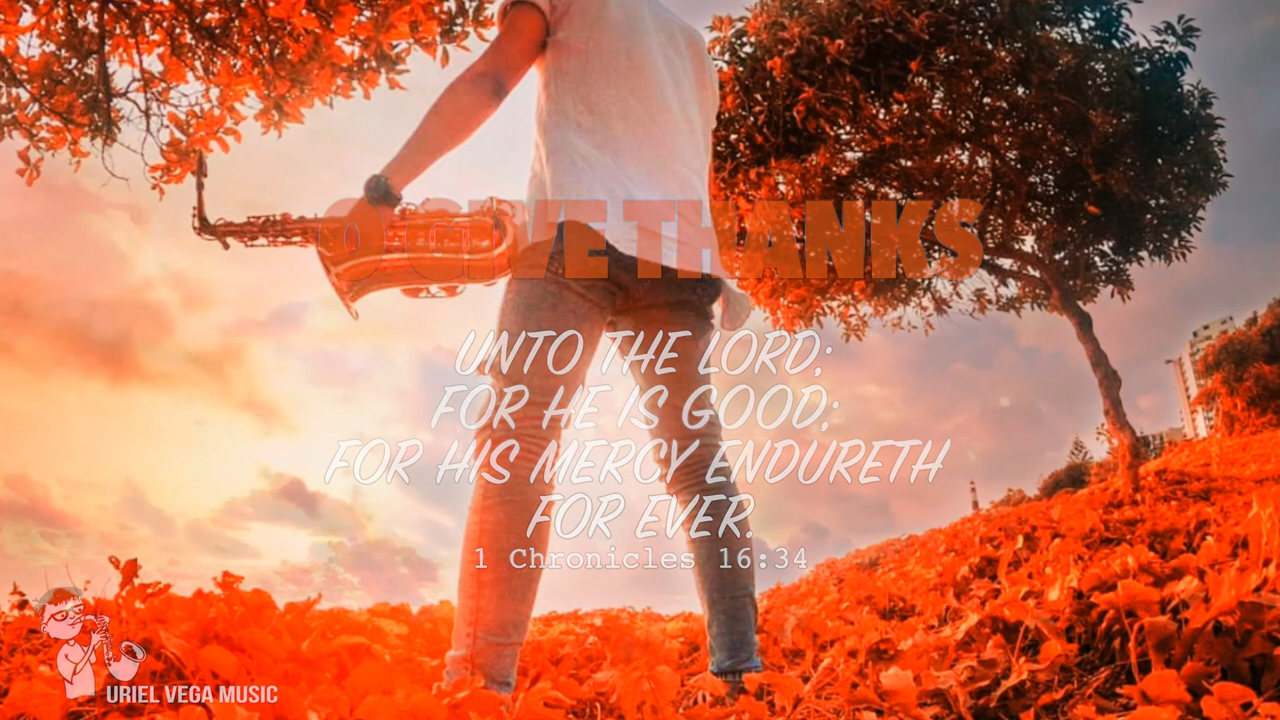 O GIVE THANKS
UNTO THE LORD;
FOR HE IS GOOD;
FOR HIS MERCY ENDURETH
FOR EVER.
1 Chronicles 16:34
URIEL VEGA MUSIC